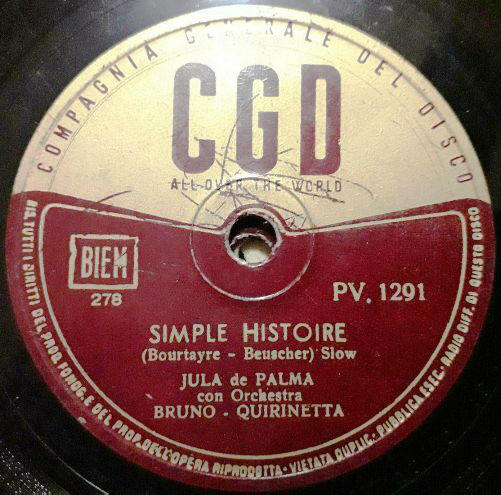 COMPAGNIA GENERALE DEL DISCO
CGD
ALL OVER THE WORLD
BIEM
278
PV. 1291
SIMPLE HISTOIRE
(Bourtayre - Beuscher) Slow
JULA de PALMA
con Orchestra
BRUNO - QUIRINETTA
RIS. TUTTI I DIRITTI DEL PROD. FONOG. E DEL PROP. DELL'OPERA RIPRODOTTA - VIETATA DUPLIC. - PUBBLICA ESEC. - RADIO DIFF. DI QUESTO DISCO